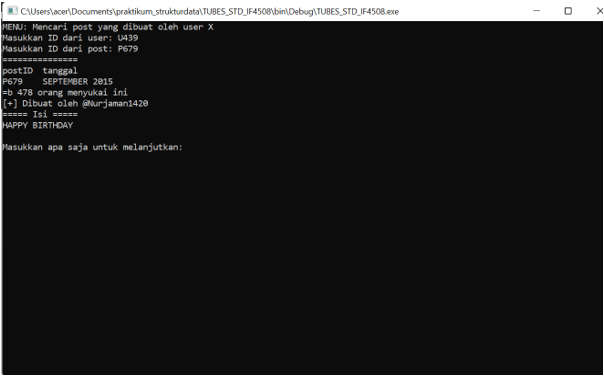 C:\Users\acer\Documents\praktikum_strukturdata\TUBES_STD_IF4508\bin\Debug\TUBES_STD_IF4508.exe
MENU: Mencari post yang dibuat oleh user X
Masukkan ID dari user: U439
Masukkan ID dari post: P679
===============
postID  tanggal
P679    SEPTEMBER 2015
=b 478 orang menyukai ini
[+] Dibuat oleh @Nurjaman1420
===== Isi =====
HAPPY BIRTHDAY
Masukkan apa saja untuk melanjutkan: